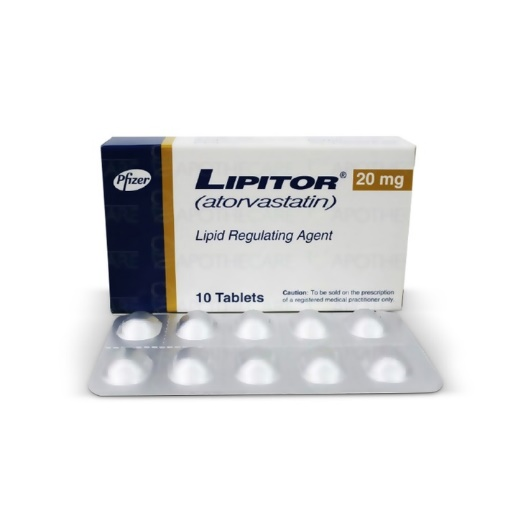 Pfizer
LIPITOR® 20 mg
(atorvastatin)
Lipid Regulating Agent
10 Tablets
Caution: To be sold on the prescription
of a registered medical practitioner only.